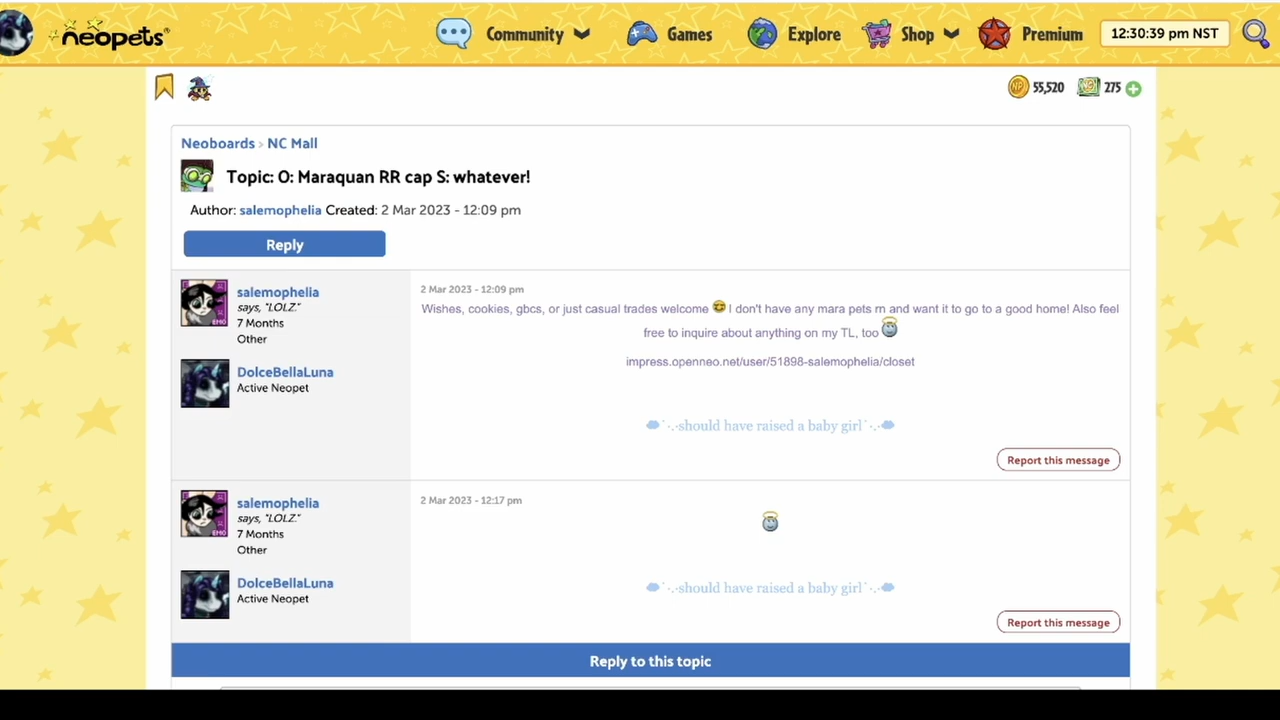 neopets®
Community
Games
Explore
Shop
Premium
12:30:39 pm NST
55,520
275
Neoboards > NC Mall
Topic: O: Maraquan RR cap S: whatever!
Author: salemophelia Created: 2 Mar 2023 - 12:09 pm
Reply
salemophelia
says, "LOLZ."
7 Months
Other
DolceBellaLuna
Active Neopet
2 Mar 2023 - 12:09 pm
Wishes, cookies, gbcs, or just casual trades welcome I don't have any mara pets rn and want it to go to a good home! Also feel
free to inquire about anything on my TL, too
impress.openneo.net/user/51898-salemophelia/closet
should have raised a baby girl
Report this message
salemophelia
says, "LOLZ."
7 Months
Other
DolceBellaLuna
Active Neopet
2 Mar 2023 - 12:17 pm
should have raised a baby girl
Report this message
Reply to this topic
EMO
EMO